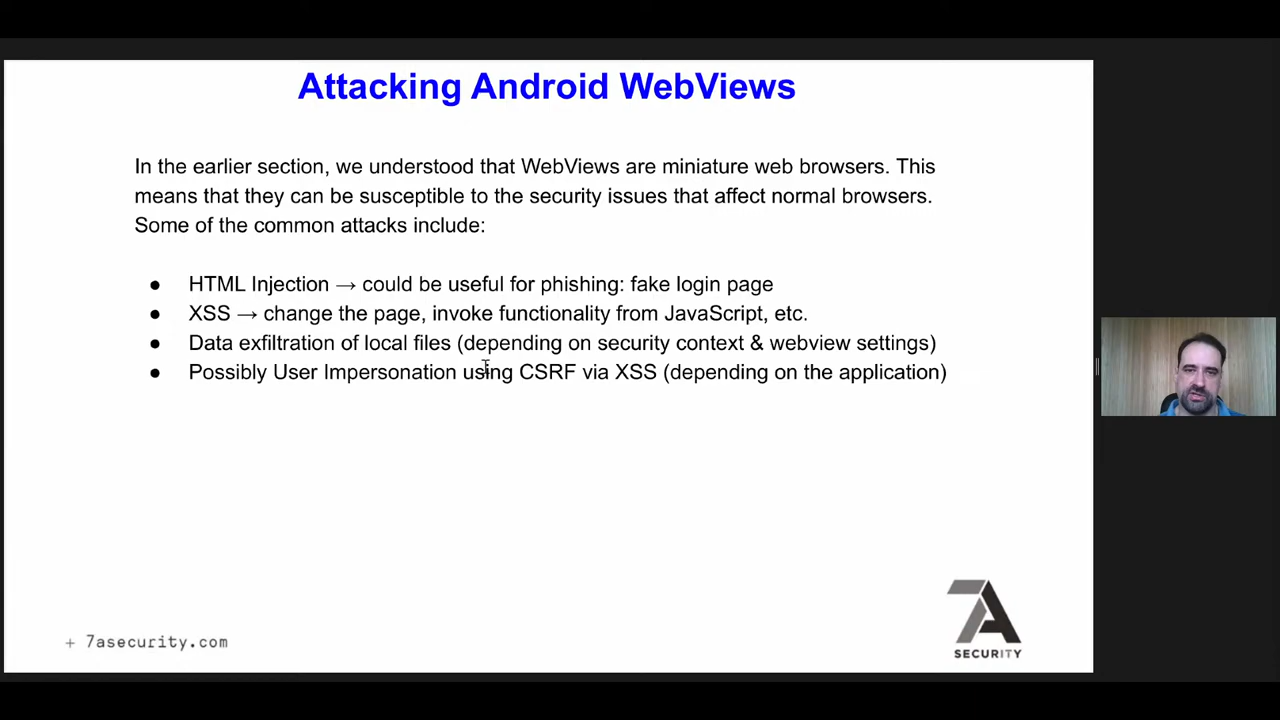 Attacking Android WebViews
In the earlier section, we understood that WebViews are miniature web browsers. This
means that they can be susceptible to the security issues that affect normal browsers.
Some of the common attacks include:
● HTML Injection → could be useful for phishing: fake login page
● XSS → change the page, invoke functionality from JavaScript, etc.
● Data exfiltration of local files (depending on security context & webview settings)
● Possibly User Impersonation using CSRF via XSS (depending on the application)
+ 7asecurity.com
7A
SECURITY